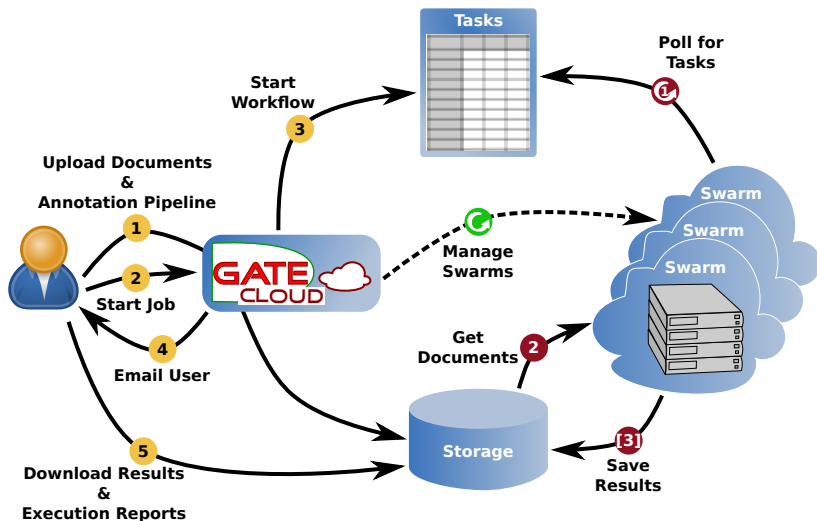 Tasks
Poll for
Tasks
1
Start
Workflow
3
Upload Documents
&
Annotation Pipeline
1
Swarm
Swarm
Swarm
GATE
CLOUD
Manage
Swarms
2
Start Job
4
Email User
Get
Documents
2
Storage
[3]
Save
Results
5
Download Results
&
Execution Reports